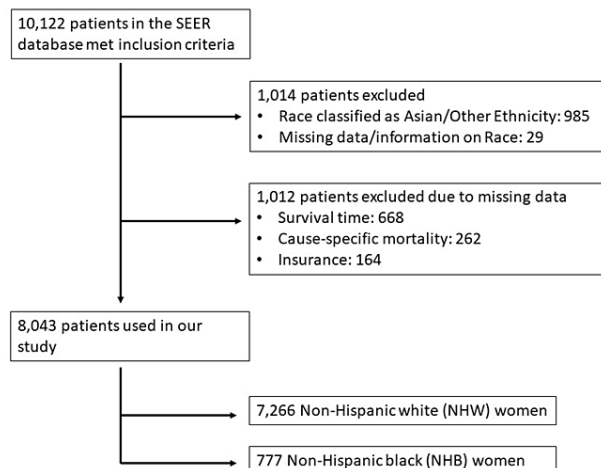 10,122 patients in the SEER
database met inclusion criteria
1,014 patients excluded
• Race classified as Asian/Other Ethnicity: 985
• Missing data/information on Race: 29
1,012 patients excluded due to missing data
• Survival time: 668
• Cause-specific mortality: 262
• Insurance: 164
8,043 patients used in our
study
7,266 Non-Hispanic white (NHW) women
777 Non-Hispanic black (NHB) women